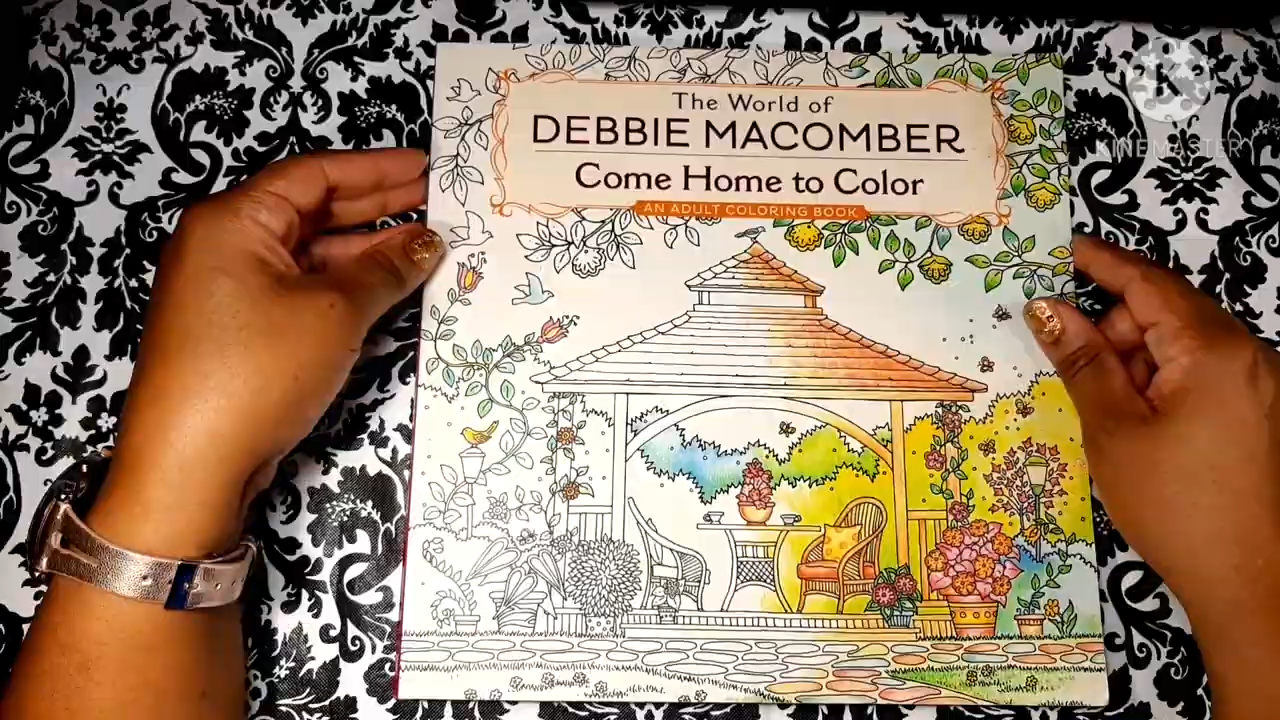 The World of
DEBBIE MACOMBER
Come Home to Color
AN ADULT COLORING BOOK
K
KINEMASTER